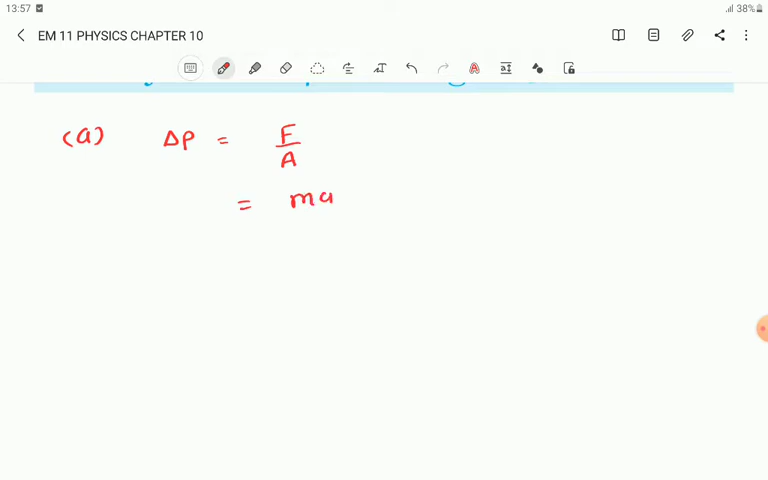 13:57 38%
EM 11 PHYSICS CHAPTER 10
(a) ΔP = F
A
= ma